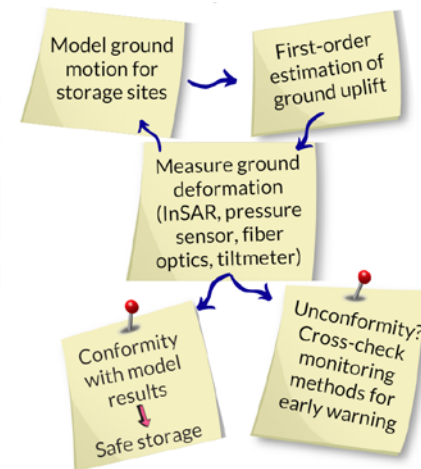 Model ground
motion for
storage sites
First-order
estimation of
ground uplift
Measure ground
deformation
(InSAR, pressure
sensor, fiber
optics, tiltmeter)
Conformity
with model
results
Safe storage
Unconformity?
Cross-check
monitoring
methods for
early warning